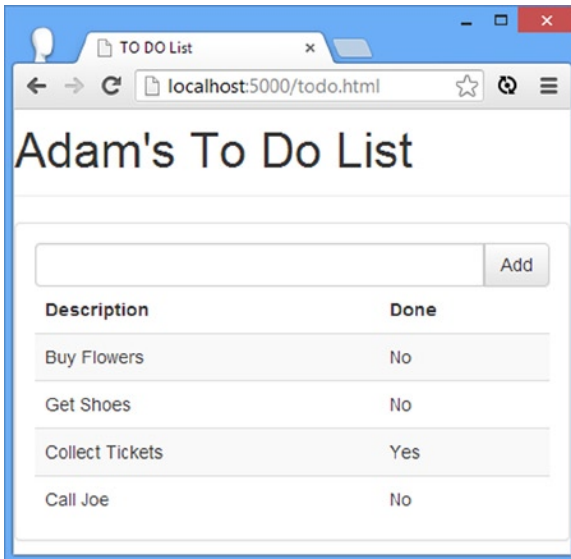 TO DO List
localhost:5000/todo.html
Adam's To Do List
Add
Description Done
Buy Flowers No
Get Shoes No
Collect Tickets Yes
Call Joe No